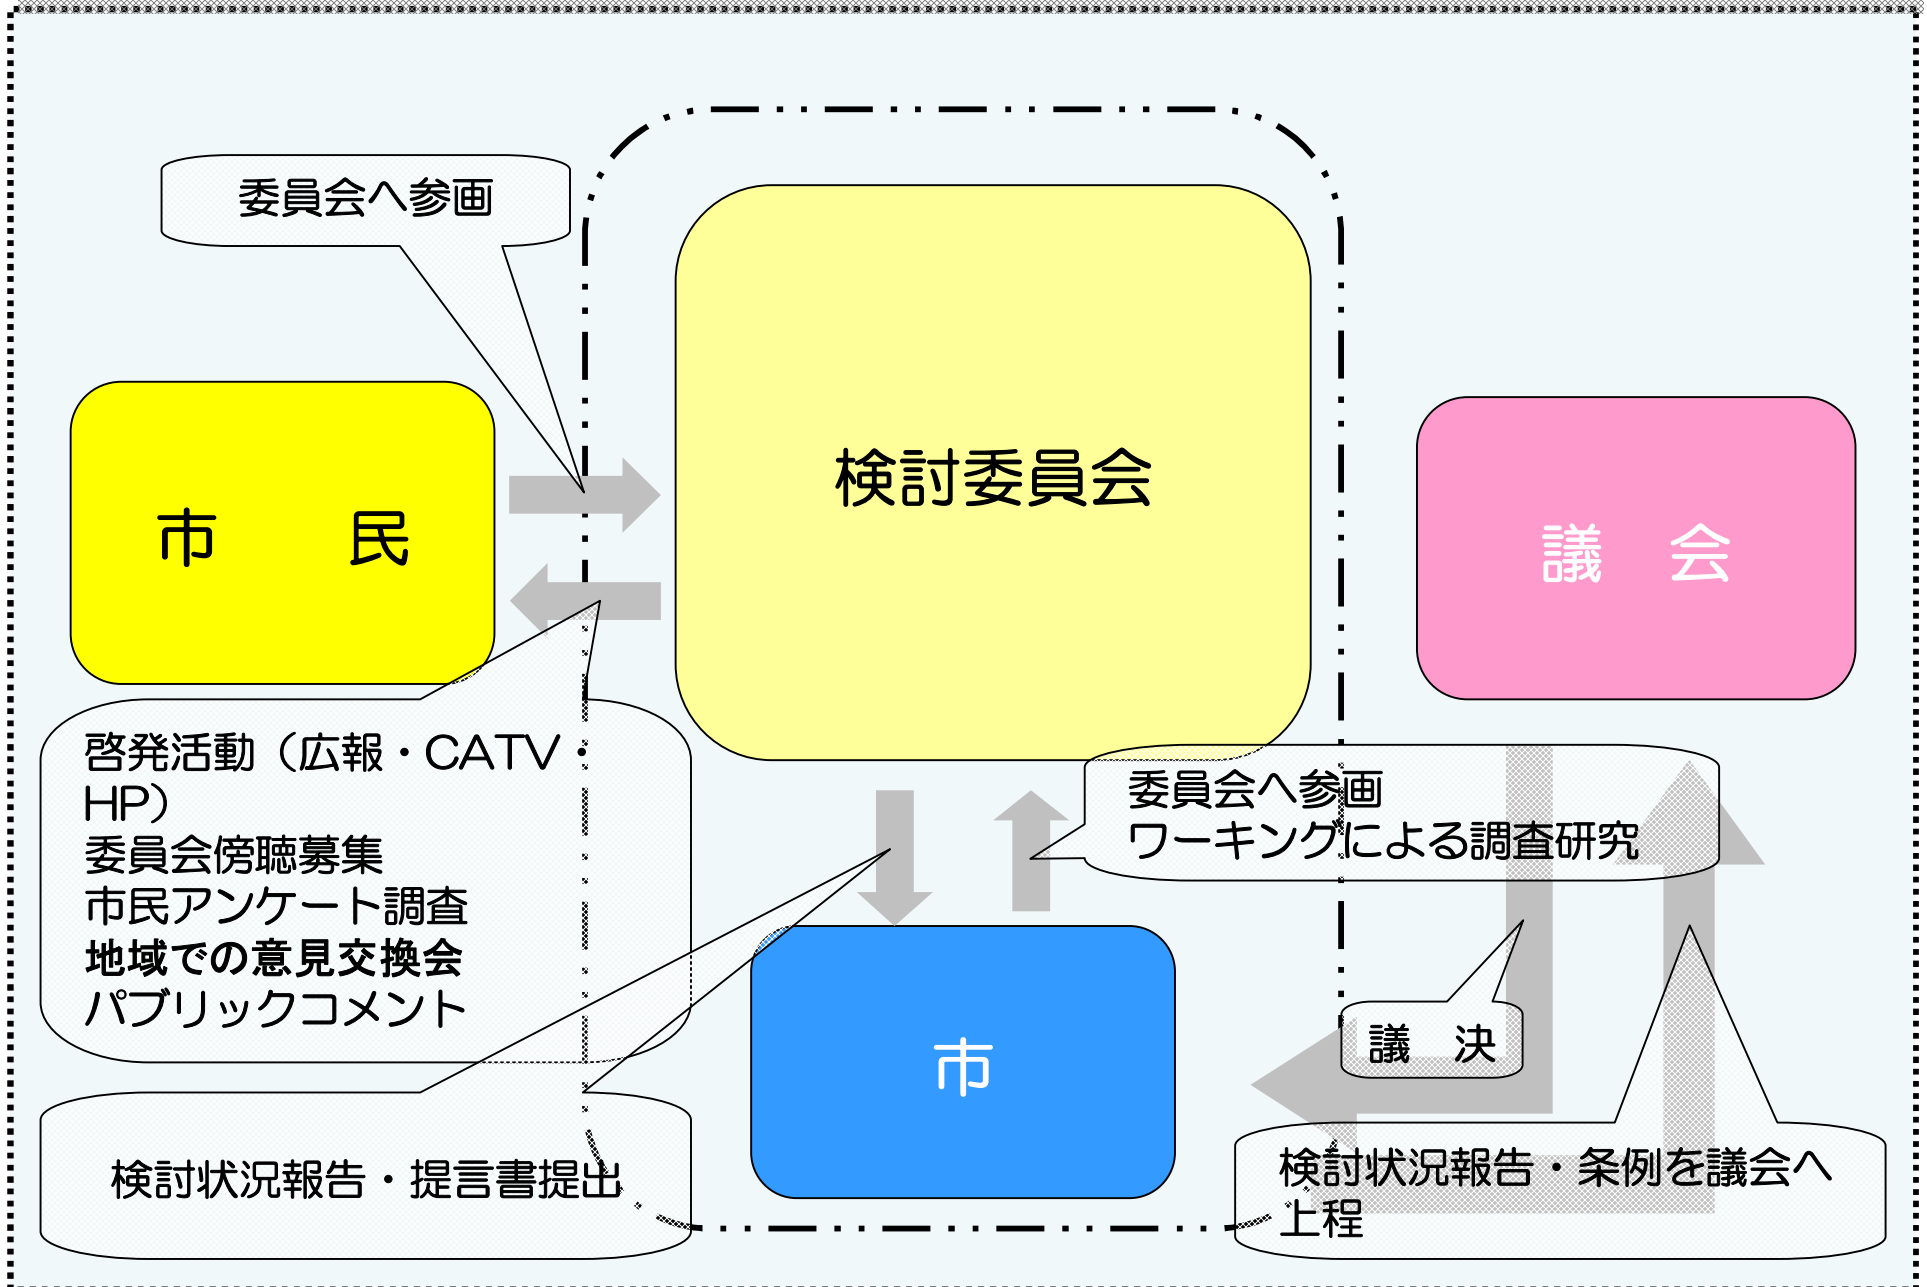 委員会へ参画
検討委員会
市　　民
議　会
啓発活動（広報・CATV・
HP）
委員会傍聴募集
市民アンケート調査
地域での意見交換会
パブリックコメント
委員会へ参画
ワーキングによる調査研究
議　決
市
検討状況報告・提言書提出
検討状況報告・条例を議会へ
上程